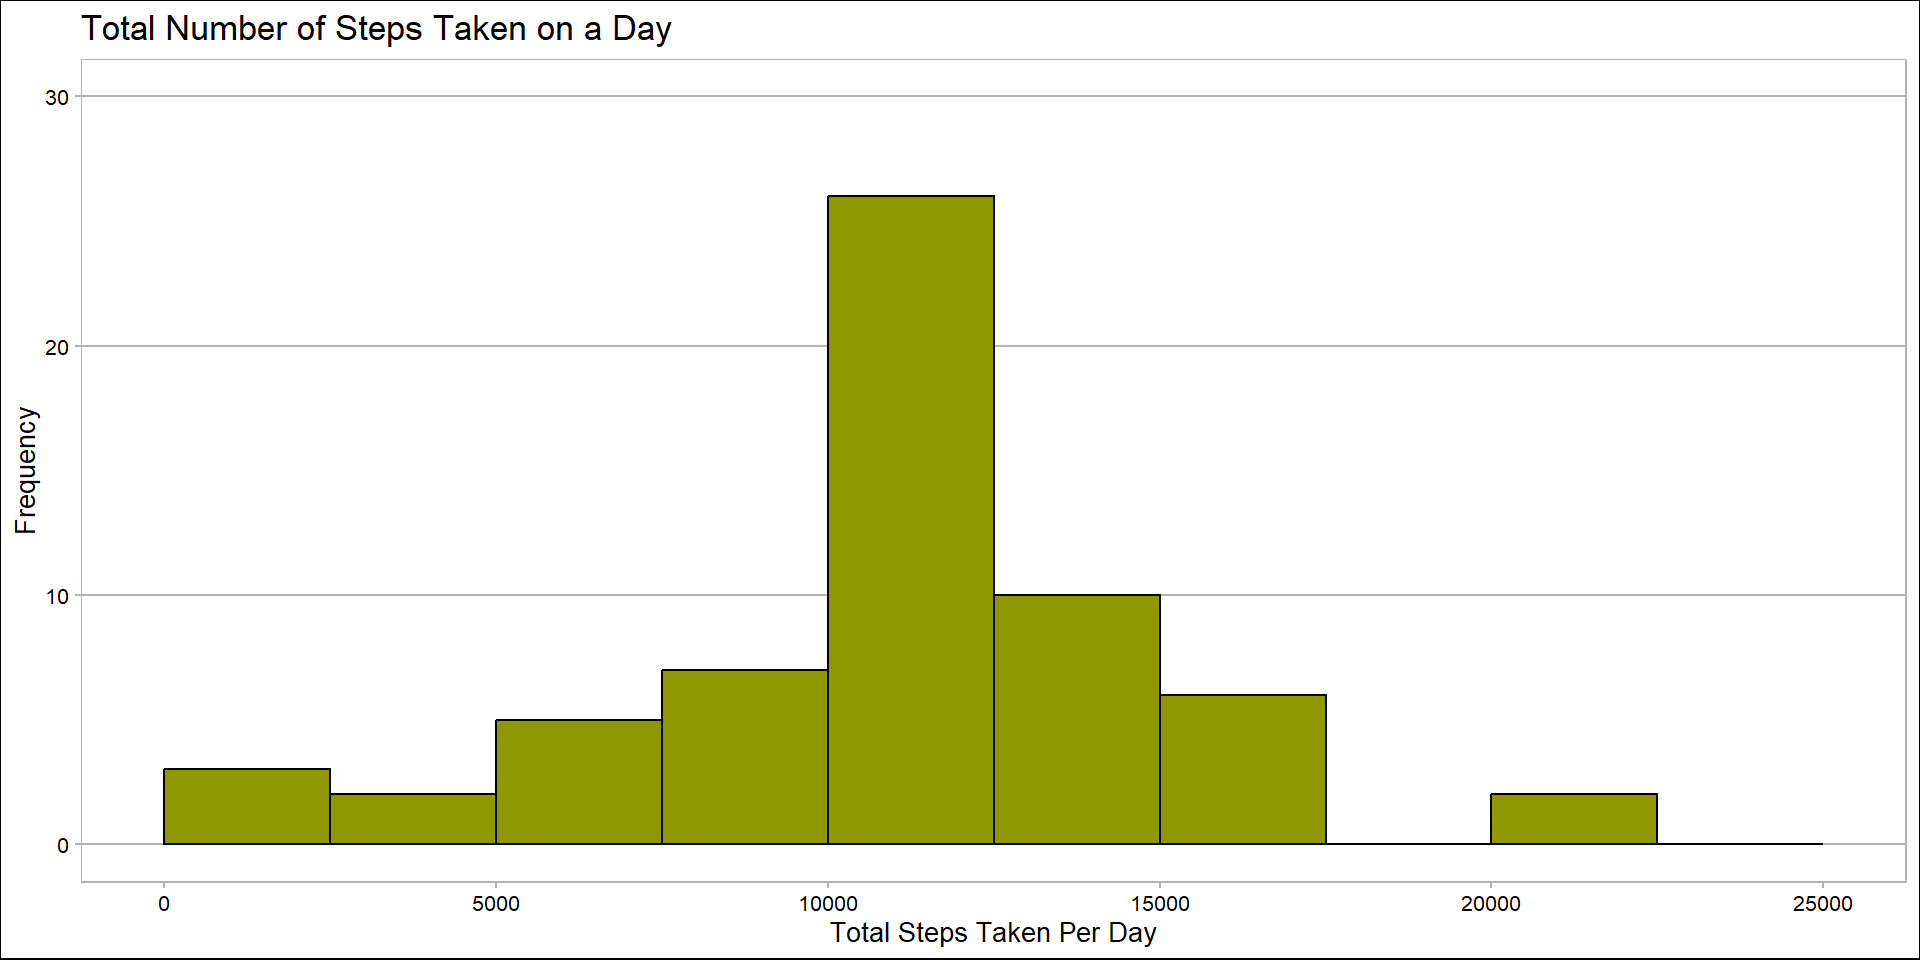 Total Number of Steps Taken on a Day
30
20
10
0
Frequency
0 5000 10000 15000 20000 25000
Total Steps Taken Per Day